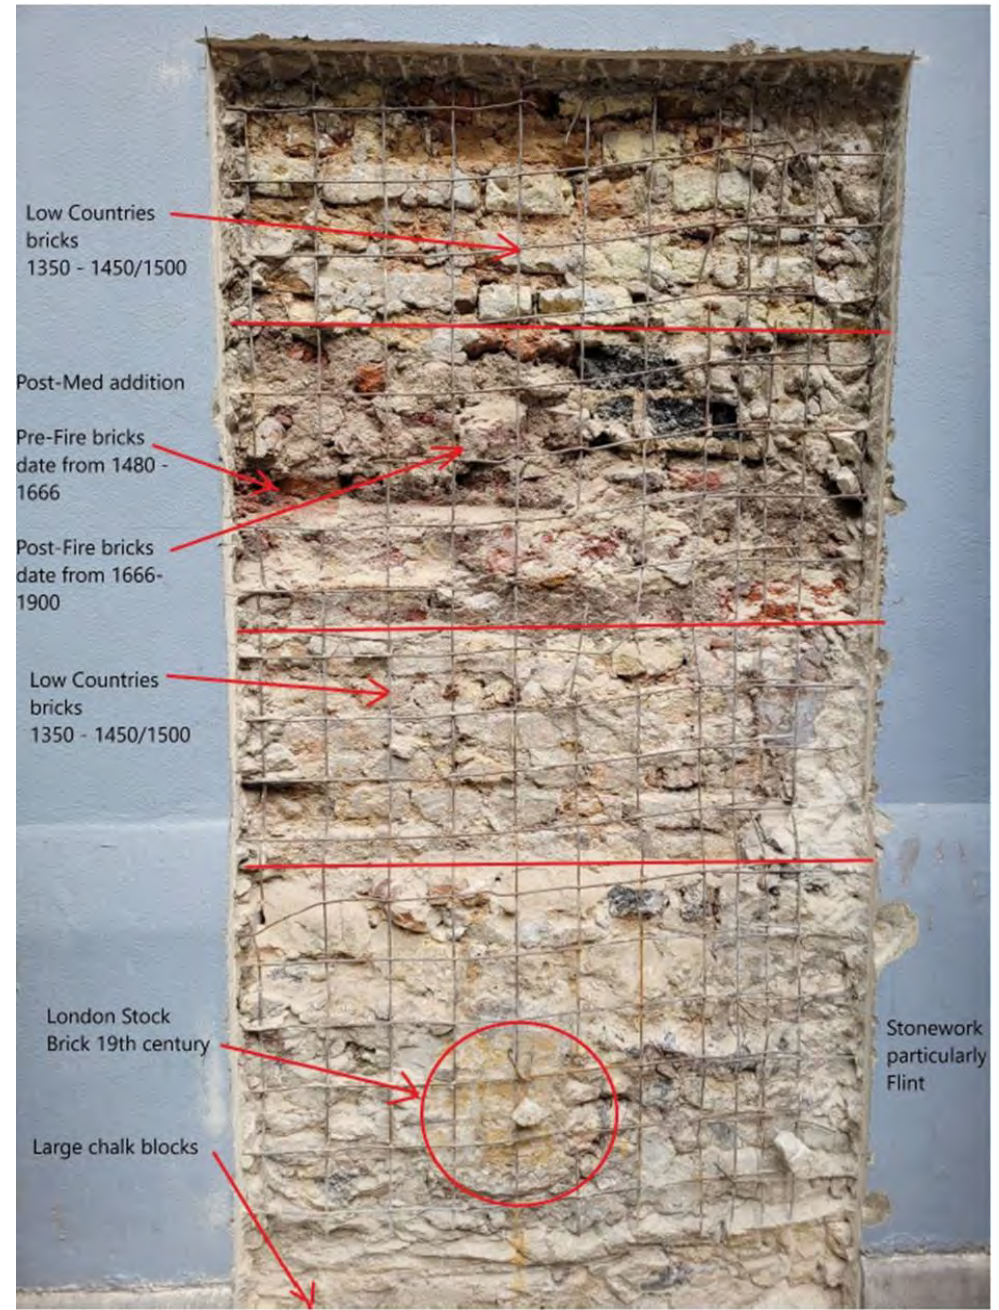 Low Countries
bricks
1350 - 1450/1500
Post-Med addition
Pre-Fire bricks
date from 1480 -
1666
Post-Fire bricks
date from 1666-
1900
Low Countries
bricks
1350 - 1450/1500
London Stock
Brick 19th century
Stonework
particularly
Flint
Large chalk blocks